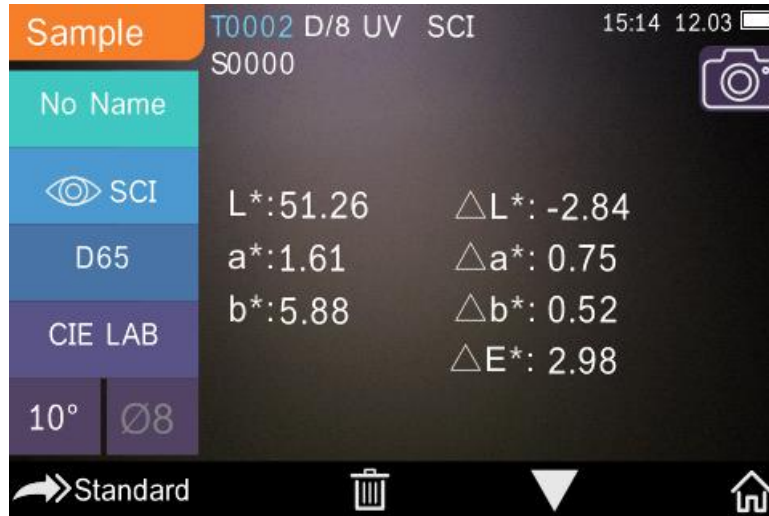 Sample
T0002 D/8 UV SCI 15:14 12.03
S0000
No Name
SCI
D65
CIE LAB
10° Ø8
L*:51.26 △L*: -2.84
a*:1.61 △a*: 0.75
b*:5.88 △b*: 0.52
△E*: 2.98
Standard